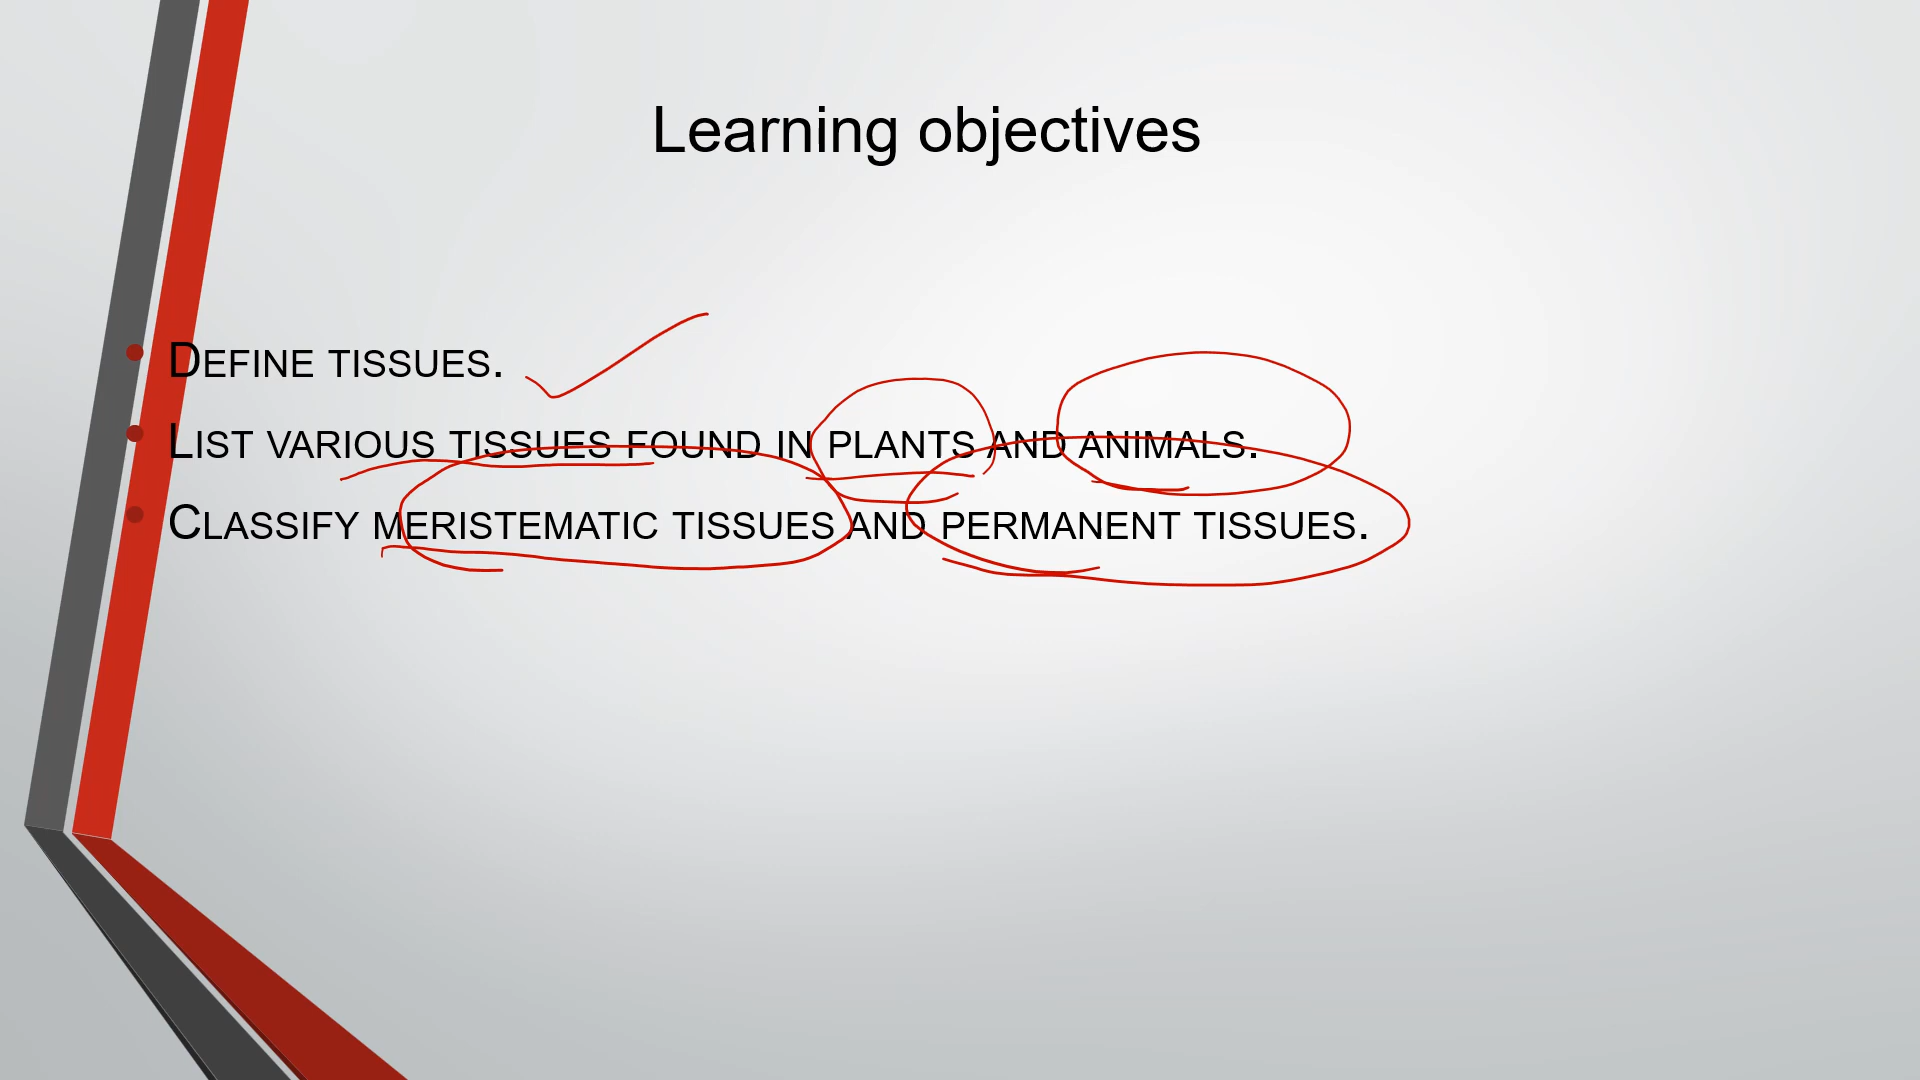 Learning objectives
• DEFINE TISSUES.
• LIST VARIOUS TISSUES FOUND IN PLANTS AND ANIMALS.
• CLASSIFY MERISTEMATIC TISSUES AND PERMANENT TISSUES.